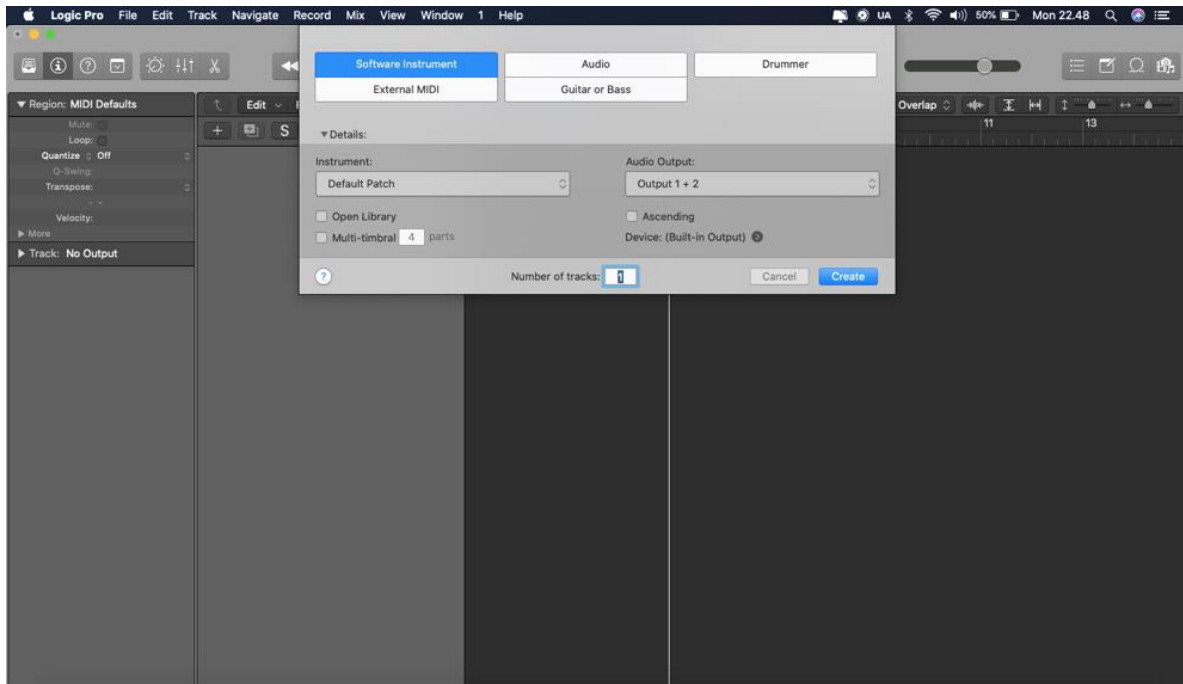 Logic Pro File Edit Track Navigate Record Mix View Window 1 Help UA 50% Mon 22.48
Software Instrument Audio Drummer
External MIDI Guitar or Bass
Region: MIDI Defaults Edit Overlap
Mute: S 11 13
Loop: Details:
Quantize Off
Q-Swing: Instrument: Audio Output:
Transpose: Default Patch Output 1 + 2
Velocity: Open Library Ascending
More Multi-timbral 4 parts Device: (Built-in Output)
Track: No Output
? Number of tracks: 1 Cancel Create